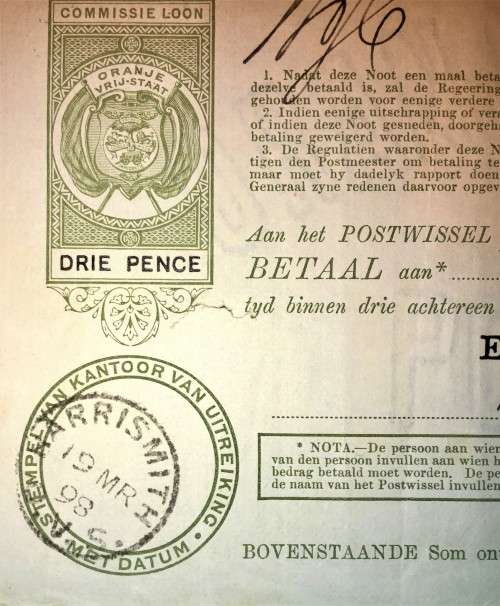 COMMISSIE LOON
ORANJE
VRIJ-STAAT
DRIE PENCE
1. Nadat deze Noot een maal beta
dezelve betaald is, zal de Regeering
gehouden worden voor eenige verdere
2. Indien eenige uitschrapping of vera
of indien deze Noot gesneden, doorgeh
betaling geweigerd worden.
3. De Regulatien waaronder deze N
tigen den Postmeester om betaling te
maar moet by dadelyk rapport doen
Generaal zyne redenen daarvoor opgev
Aan het POSTWISSEL
BETAAL aan*
tyd binnen drie achtereen
E
STEMPEL VAN KANTOOR VAN UITREIKING
MET DATUM
HARRISMITH
19 MR
98
* NOTA.—De persoon aan wien
van den persoon invullen aan wien h
bedrag betaald moet worden. De pe
de naam van het Postwissel invullen
BOVENSTAANDE Som ont